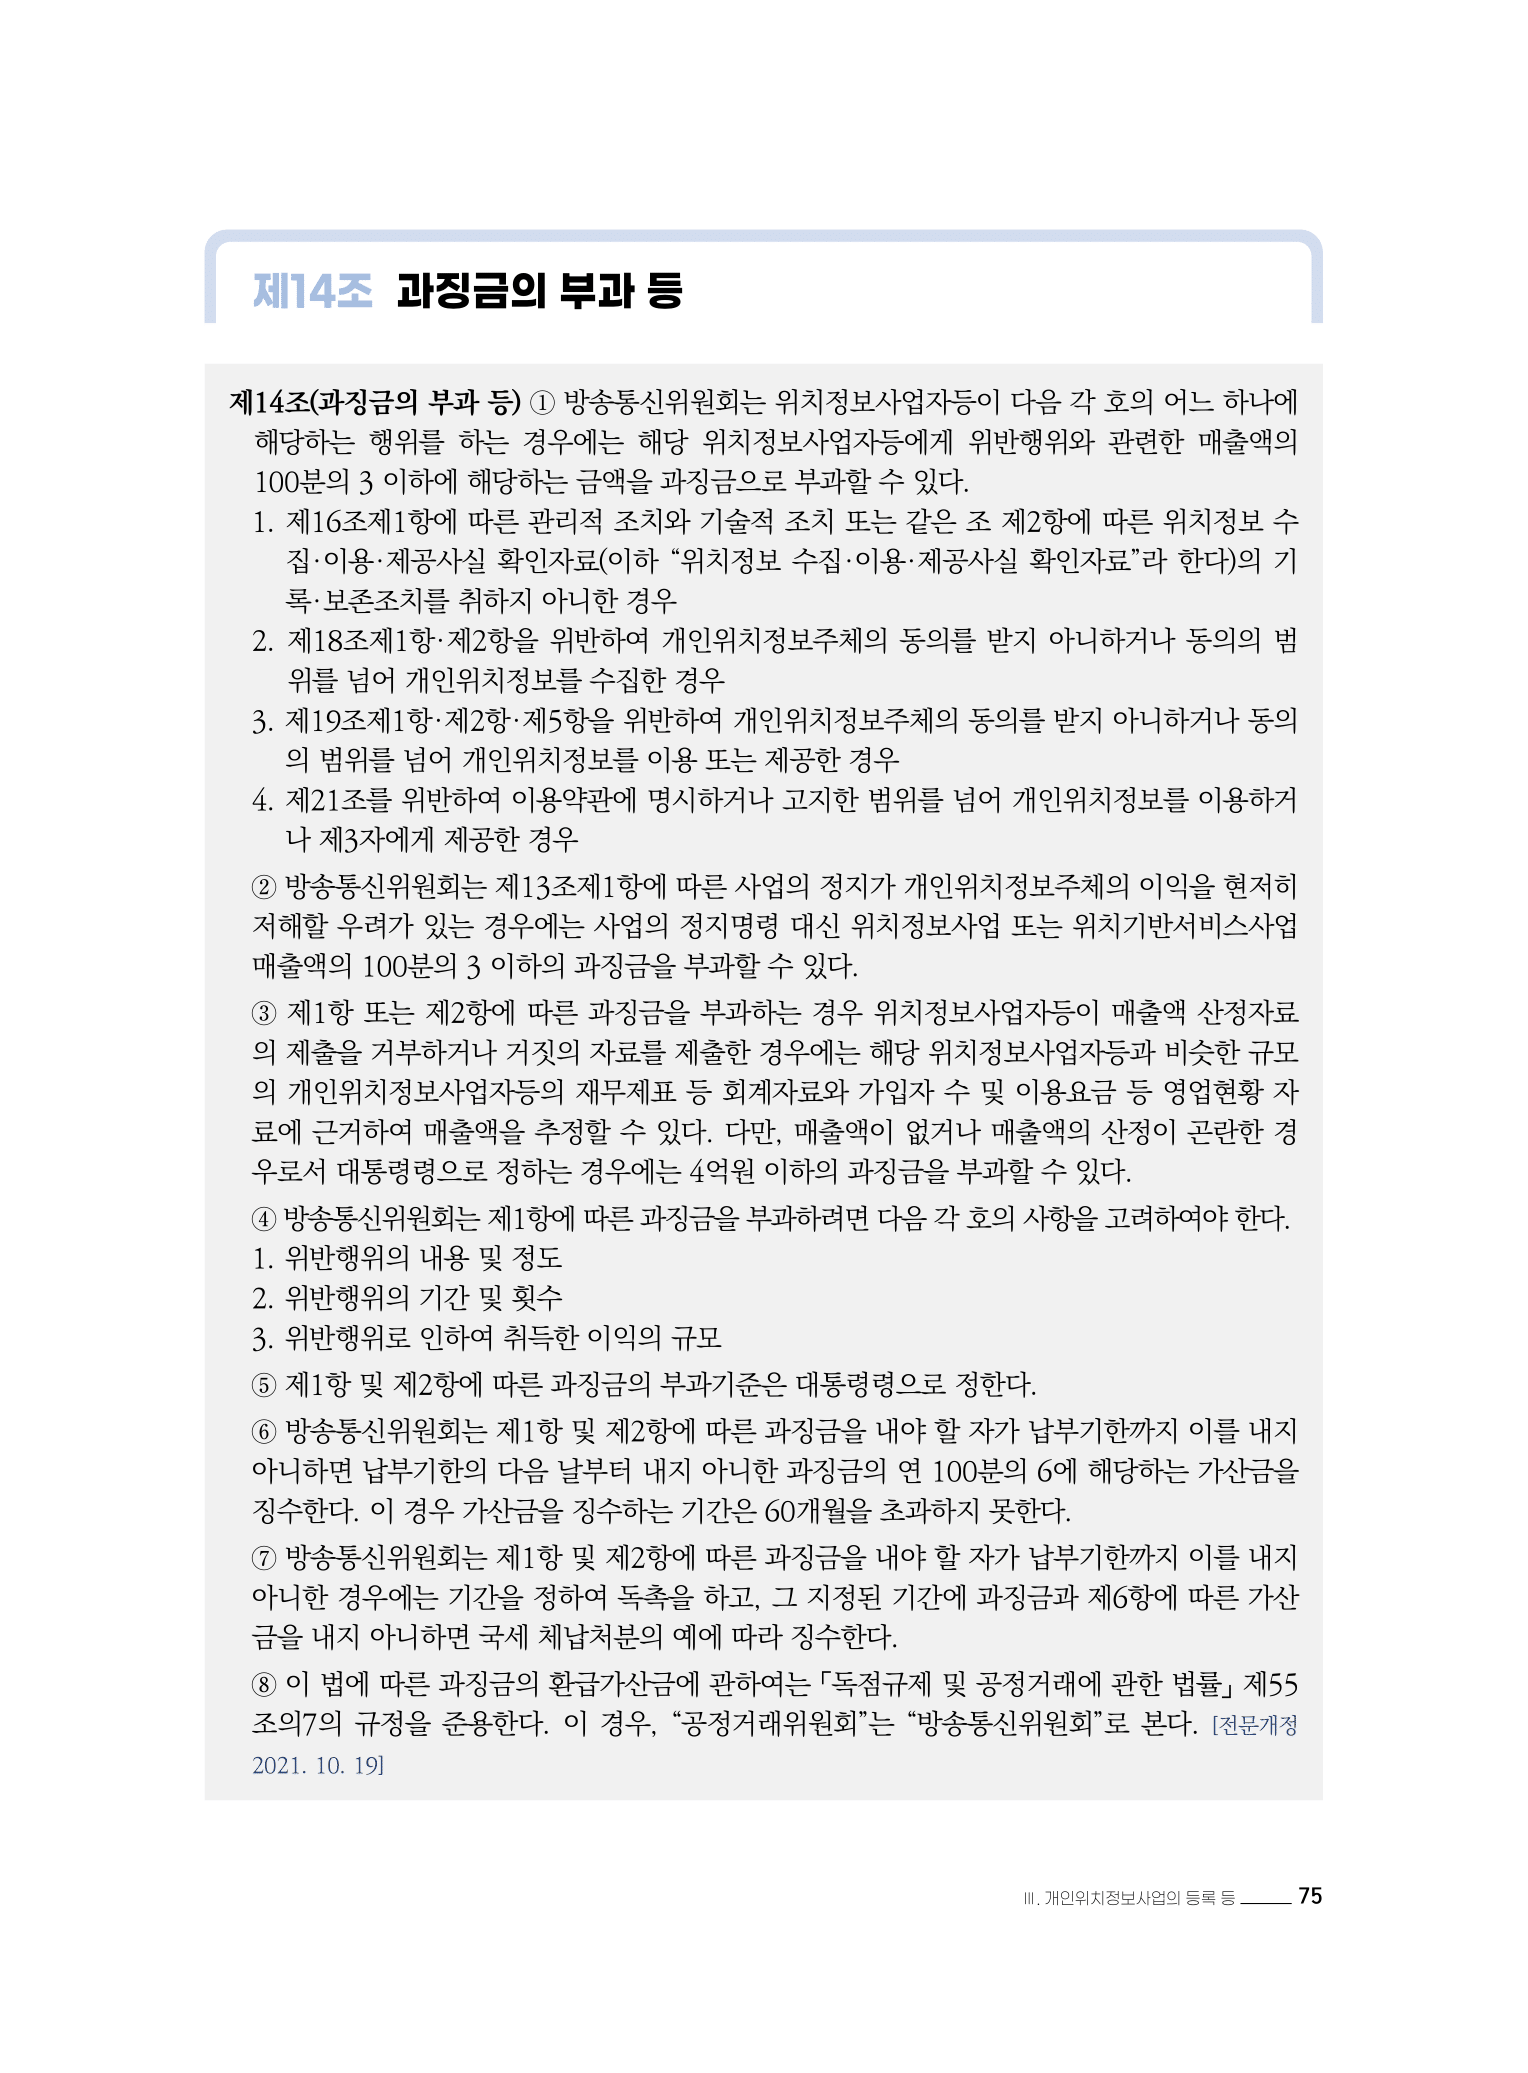 제14조 과징금의 부과 등
제14조(과징금의 부과 등) ① 방송통신위원회는 위치정보사업자등이 다음 각 호의 어느 하나에
해당하는 행위를 하는 경우에는 해당 위치정보사업자등에게 위반행위와 관련한 매출액의
100분의 3 이하에 해당하는 금액을 과징금으로 부과할 수 있다.
1. 제16조제1항에 따른 관리적 조치와 기술적 조치 또는 같은 조 제2항에 따른 위치정보 수
집·이용·제공사실 확인자료(이하 “위치정보 수집·이용·제공사실 확인자료”라 한다)의 기
록·보존조치를 취하지 아니한 경우
2. 제18조제1항·제2항을 위반하여 개인위치정보주체의 동의를 받지 아니하거나 동의의 범
위를 넘어 개인위치정보를 수집한 경우
3. 제19조제1항·제2항·제5항을 위반하여 개인위치정보주체의 동의를 받지 아니하거나 동의
의 범위를 넘어 개인위치정보를 이용 또는 제공한 경우
4. 제21조를 위반하여 이용약관에 명시하거나 고지한 범위를 넘어 개인위치정보를 이용하거
나 제3자에게 제공한 경우
② 방송통신위원회는 제13조제1항에 따른 사업의 정지가 개인위치정보주체의 이익을 현저히
저해할 우려가 있는 경우에는 사업의 정지명령 대신 위치정보사업 또는 위치기반서비스사업
매출액의 100분의 3 이하의 과징금을 부과할 수 있다.
③ 제1항 또는 제2항에 따른 과징금을 부과하는 경우 위치정보사업자등이 매출액 산정자료
의 제출을 거부하거나 거짓의 자료를 제출한 경우에는 해당 위치정보사업자등과 비슷한 규모
의 개인위치정보사업자등의 재무제표 등 회계자료와 가입자 수 및 이용요금 등 영업현황 자
료에 근거하여 매출액을 추정할 수 있다. 다만, 매출액이 없거나 매출액의 산정이 곤란한 경
우로서 대통령령으로 정하는 경우에는 4억원 이하의 과징금을 부과할 수 있다.
④ 방송통신위원회는 제1항에 따른 과징금을 부과하려면 다음 각 호의 사항을 고려하여야 한다.
1. 위반행위의 내용 및 정도
2. 위반행위의 기간 및 횟수
3. 위반행위로 인하여 취득한 이익의 규모
⑤ 제1항 및 제2항에 따른 과징금의 부과기준은 대통령령으로 정한다.
⑥ 방송통신위원회는 제1항 및 제2항에 따른 과징금을 내야 할 자가 납부기한까지 이를 내지
아니하면 납부기한의 다음 날부터 내지 아니한 과징금의 연 100분의 6에 해당하는 가산금을
징수한다. 이 경우 가산금을 징수하는 기간은 60개월을 초과하지 못한다.
⑦ 방송통신위원회는 제1항 및 제2항에 따른 과징금을 내야 할 자가 납부기한까지 이를 내지
아니한 경우에는 기간을 정하여 독촉을 하고, 그 지정된 기간에 과징금과 제6항에 따른 가산
금을 내지 아니하면 국세 체납처분의 예에 따라 징수한다.
⑧ 이 법에 따른 과징금의 환급가산금에 관하여는 「독점규제 및 공정거래에 관한 법률」 제55
조의7의 규정을 준용한다. 이 경우, “공정거래위원회”는 “방송통신위원회”로 본다. [전문개정
2021. 10. 19]
Ⅲ. 개인위치정보사업의 등록 등 75